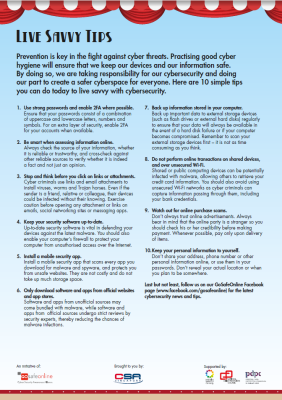 LIVE SAVVY TIPS
Prevention is key in the fight against cyber threats. Practising good cyber
hygiene will ensure that we keep our devices and our information safe.
By doing so, we are taking responsibility for our cybersecurity and doing
our part to create a safer cyberspace for everyone. Here are 10 simple tips
you can do today to live savvy with cybersecurity.
1. Use strong passwords and enable 2FA where possible.
Ensure that your passwords consist of a combination
of uppercase and lowercase letters, numbers and
symbols. For an extra layer of security, enable 2FA
for your accounts when available.
2. Be smart when assessing information online.
Always check the source of your information, whether
it is reliable or trustworthy, and cross-check against
other reliable sources to verify whether it is indeed
a fact and not just an opinion.
3. Stop and think before you click on links or attachments.
Cyber criminals use links and email attachments to
install viruses, worms and Trojan horses. Even if the
sender is a friend, relative or colleague, their devices
could be infected without their knowing. Exercise
caution before opening any attachment or links on
emails, social networking sites or messaging apps.
4. Keep your security software up-to-date.
Up-to-date security software is vital in defending your
devices against the latest malware. You should also
enable your computer's firewall to protect your
computer from unauthorised access over the Internet.
5. Install a mobile security app.
Install a mobile security app that scans every app you
download for malware and spyware, and protects you
from unsafe websites. They are not costly and do not
take up much storage space.
6. Only download software and apps from official websites
and app stores.
Software and apps from unofficial sources may
come bundled with malware, while software and
apps from official sources undergo strict reviews by
security experts, thereby reducing the chances of
malware infections.
7. Back up information stored in your computer.
Back up important data to external storage devices
(such as flash drives or external hard disks) regularly
to ensure that your data will always be available in
the event of a hard disk failure or if your computer
becomes compromised. Remember to scan your
external storage devices first – it is not as time
consuming as you think.
8. Do not perform online transactions on shared devices,
and over unsecured Wi-Fi.
Shared or public computing devices can be potentially
infected with malware, allowing others to retrieve your
credit card information. You should also avoid using
unsecured Wi-Fi networks as cyber criminals can
capture information passing through them, including
your bank credentials.
9. Watch out for online purchase scams.
Don't always trust online advertisements. Always
bear in mind that the online party is a stranger so you
should check his or her credibility before making
payment. Whenever possible, pay only upon delivery
of items.
10. Keep your personal information to yourself.
Don't share your address, phone number or other
personal information online, or use them in your
passwords. Don't reveal your actual location or when
you plan to be somewhere.
Last but not least, follow us on our GoSafeOnline Facebook
page (www.facebook.com/gosafeonline) for the latest
cybersecurity news and tips.
An initiative of:
Brought to you by:
Supported by:
gosafeonline
CSA
SINGAPORE
pdpc